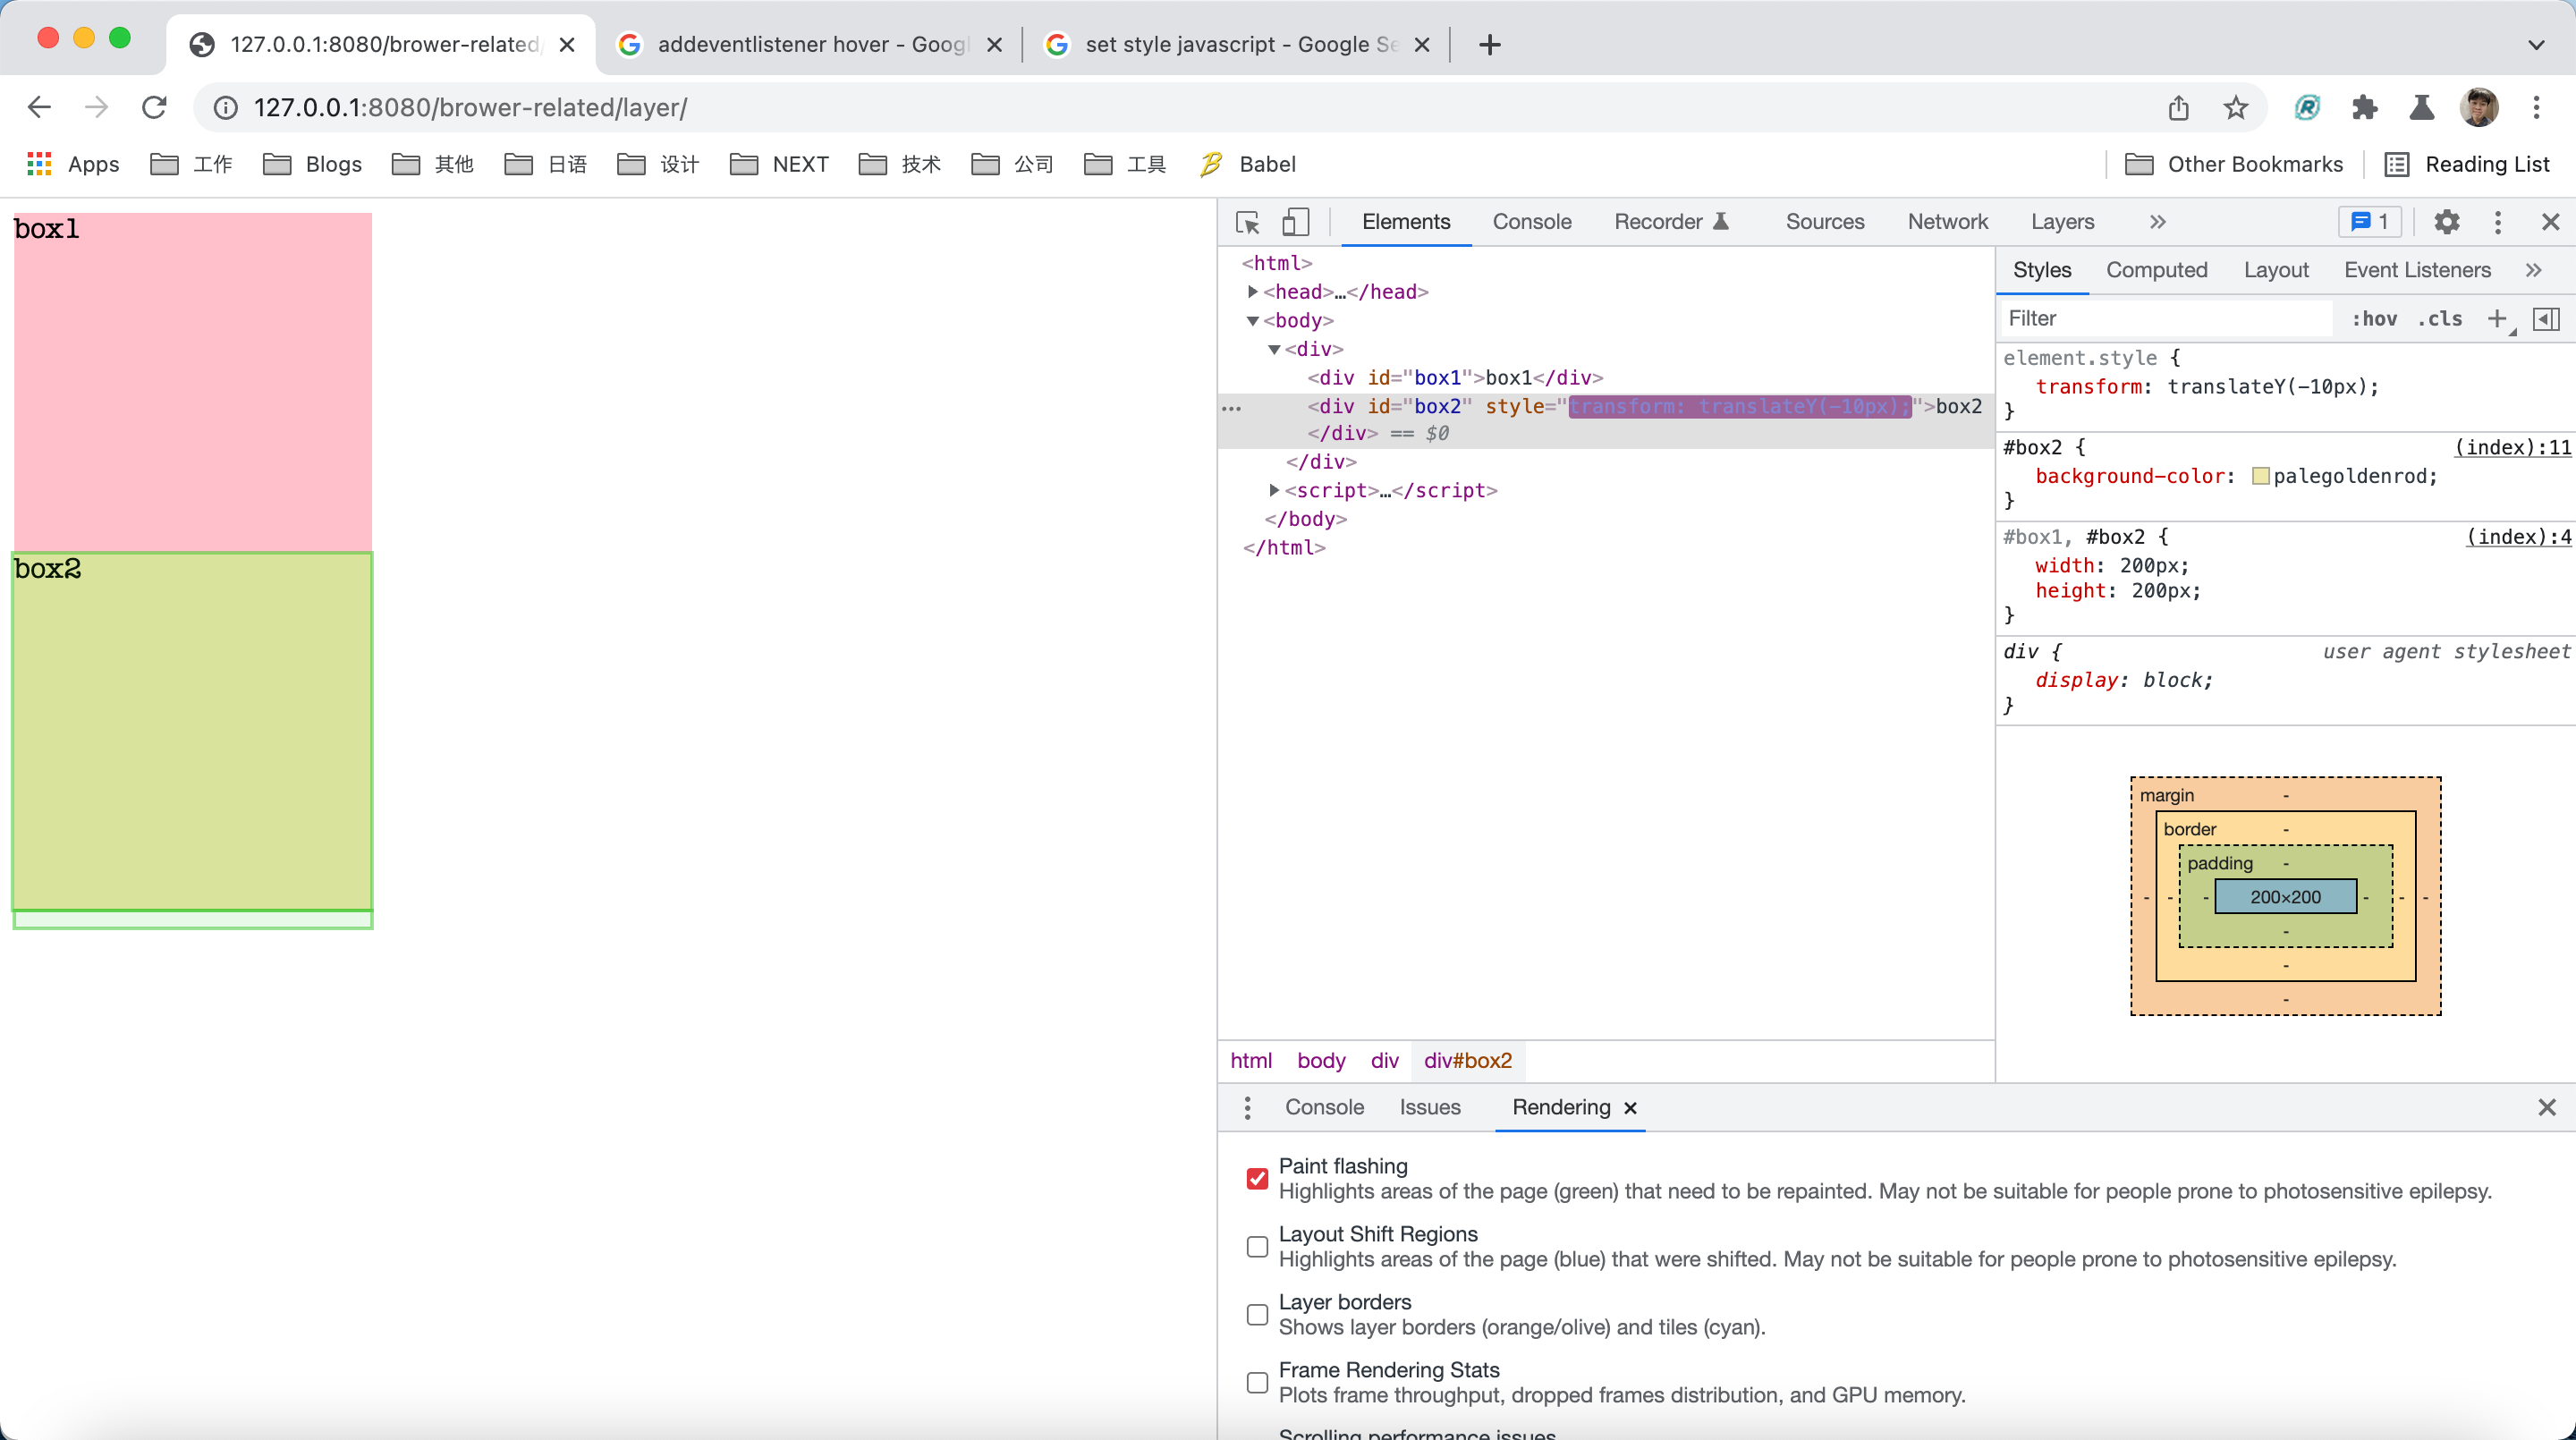 127.0.0.1:8080/brower-related/
addeventlistener hover - Goog
set style javascript - Google Se
127.0.0.1:8080/brower-related/layer/
Apps 工作 Blogs 其他 日语 设计 NEXT 技术 公司 工具 Babel Other Bookmarks Reading List
box1
box2
Elements Console Recorder Sources Network Layers » 1
<html>
<head>…</head>
<body>
<div>
<div id="box1">box1</div>
<div id="box2" style="transform: translateY(-10px);">box2
</div> == $0
</div>
<script>…</script>
</body>
</html>
html body div div#box2
Styles Computed Layout Event Listeners »
Filter :hov .cls
element.style {
transform: translateY(-10px);
}
#box2 { (index):11
background-color: palegoldenrod;
}
#box1, #box2 { (index):4
width: 200px;
height: 200px;
}
div { user agent stylesheet
display: block;
}
margin -
border -
padding -
- - - 200×200 - - -
-
-
-
Console Issues Rendering
Paint flashing
Highlights areas of the page (green) that need to be repainted. May not be suitable for people prone to photosensitive epilepsy.
Layout Shift Regions
Highlights areas of the page (blue) that were shifted. May not be suitable for people prone to photosensitive epilepsy.
Layer borders
Shows layer borders (orange/olive) and tiles (cyan).
Frame Rendering Stats
Plots frame throughput, dropped frames distribution, and GPU memory.
Scrolling performance issues